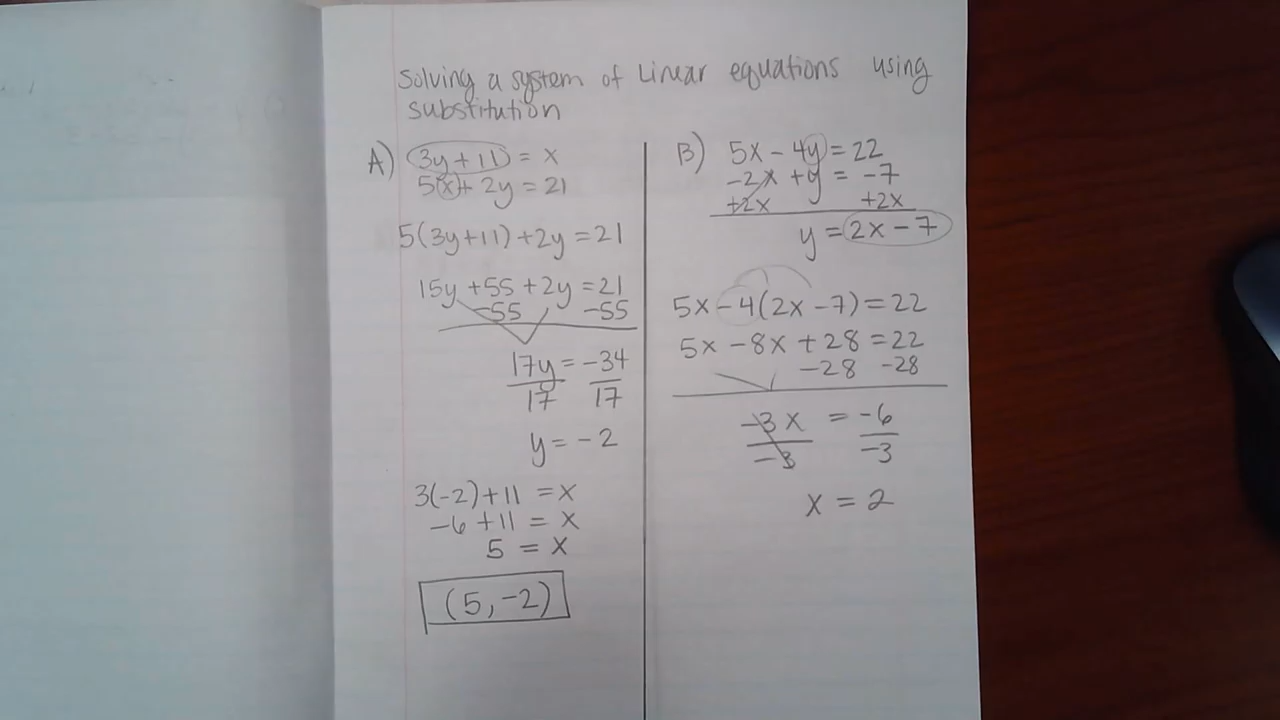 Solving a system of Linear equations using
substitution
A) 3y + 11 = x
5(x) + 2y = 21
5(3y+11) + 2y = 21
15y + 55 + 2y = 21
-55 -55
17y = -34
17 17
y = -2
3(-2) + 11 = x
-6 + 11 = x
5 = x
(5, -2)
B) 5x - 4y = 22
-2x + y = -7
+2x +2x
y = 2x - 7
5x - 4(2x - 7) = 22
5x - 8x + 28 = 22
-28 -28
-3x = -6
-3 -3
x = 2